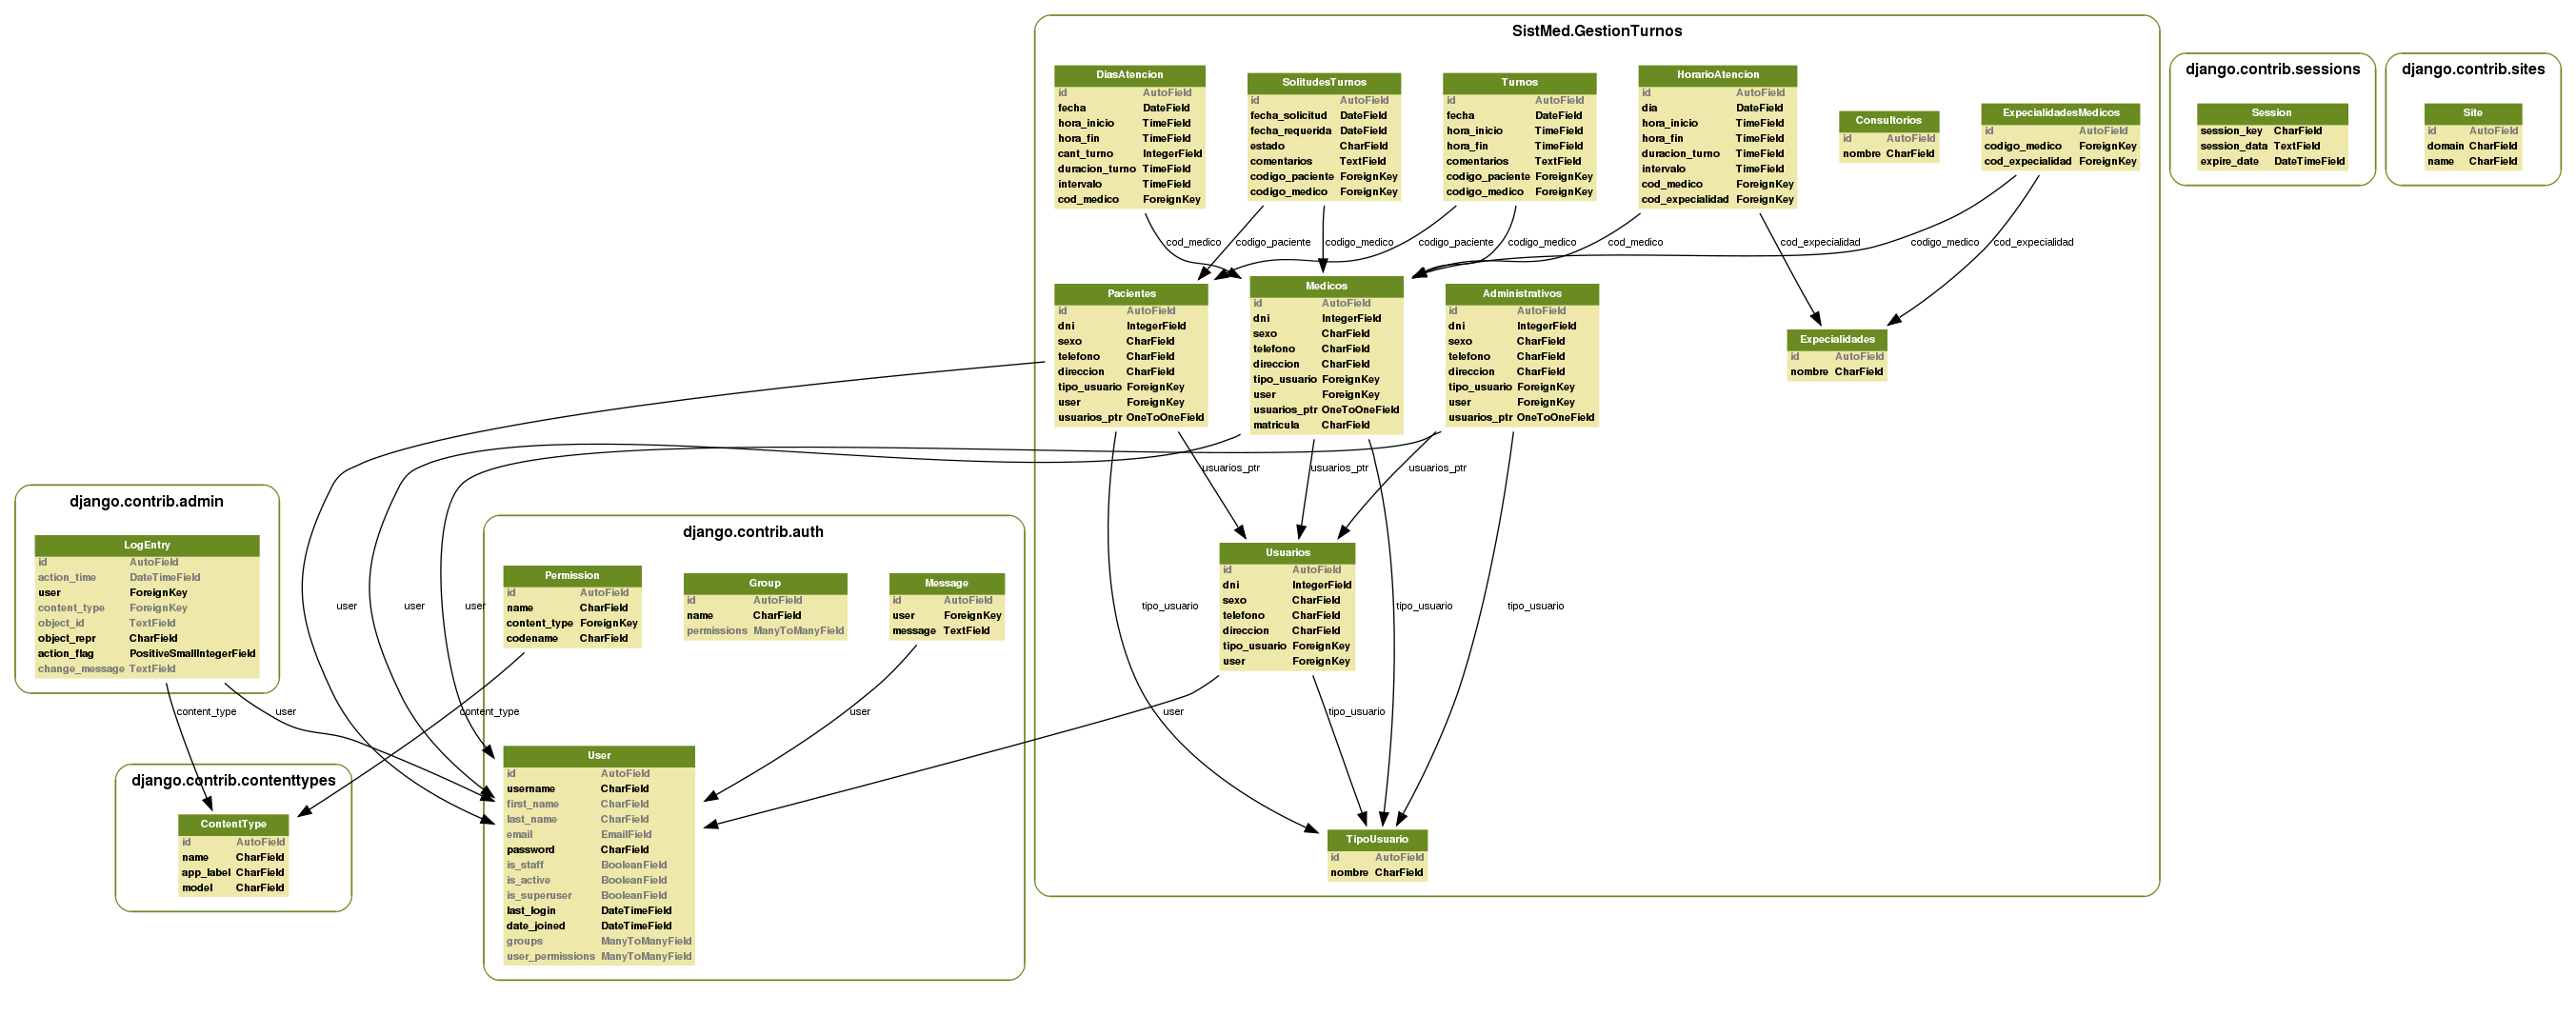 SistMed.GestionTurnos
DiasAtencion
id AutoField
fecha DateField
hora_inicio TimeField
hora_fin TimeField
cant_turno IntegerField
duracion_turno TimeField
intervalo TimeField
cod_medico ForeignKey
SolitudesTurnos
id AutoField
fecha_solicitud DateField
fecha_requerida DateField
estado CharField
comentarios TextField
codigo_paciente ForeignKey
codigo_medico ForeignKey
Turnos
id AutoField
fecha DateField
hora_inicio TimeField
hora_fin TimeField
comentarios TextField
codigo_paciente ForeignKey
codigo_medico ForeignKey
HorarioAtencion
id AutoField
dia DateField
hora_inicio TimeField
hora_fin TimeField
duracion_turno TimeField
intervalo TimeField
cod_medico ForeignKey
cod_expecialidad ForeignKey
Consultorios
id AutoField
nombre CharField
ExpecialidadesMedicos
id AutoField
codigo_medico ForeignKey
cod_expecialidad ForeignKey
django.contrib.sessions
Session
session_key CharField
session_data TextField
expire_date DateTimeField
django.contrib.sites
Site
id AutoField
domain CharField
name CharField
cod_medico
codigo_paciente
codigo_medico
codigo_paciente
codigo_medico
cod_medico
cod_expecialidad
codigo_medico
cod_expecialidad
Pacientes
id AutoField
dni IntegerField
sexo CharField
telefono CharField
direccion CharField
tipo_usuario ForeignKey
user ForeignKey
usuarios_ptr OneToOneField
Medicos
id AutoField
dni IntegerField
sexo CharField
telefono CharField
direccion CharField
tipo_usuario ForeignKey
user ForeignKey
usuarios_ptr OneToOneField
matricula CharField
Administrativos
id AutoField
dni IntegerField
sexo CharField
telefono CharField
direccion CharField
tipo_usuario ForeignKey
user ForeignKey
usuarios_ptr OneToOneField
Expecialidades
id AutoField
nombre CharField
usuarios_ptr
usuarios_ptr
usuarios_ptr
django.contrib.admin
LogEntry
id AutoField
action_time DateTimeField
user ForeignKey
content_type ForeignKey
object_id TextField
object_repr CharField
action_flag PositiveSmallIntegerField
change_message TextField
user
user
user
django.contrib.auth
Permission
id AutoField
name CharField
content_type ForeignKey
codename CharField
Group
id AutoField
name CharField
permissions ManyToManyField
Message
id AutoField
user ForeignKey
message TextField
Usuarios
id AutoField
dni IntegerField
sexo CharField
telefono CharField
direccion CharField
tipo_usuario ForeignKey
user ForeignKey
tipo_usuario
tipo_usuario
tipo_usuario
content_type
user
content_type
user
user
tipo_usuario
django.contrib.contenttypes
ContentType
id AutoField
name CharField
app_label CharField
model CharField
User
id AutoField
username CharField
first_name CharField
last_name CharField
email EmailField
password CharField
is_staff BooleanField
is_active BooleanField
is_superuser BooleanField
last_login DateTimeField
date_joined DateTimeField
groups ManyToManyField
user_permissions ManyToManyField
TipoUsuario
id AutoField
nombre CharField